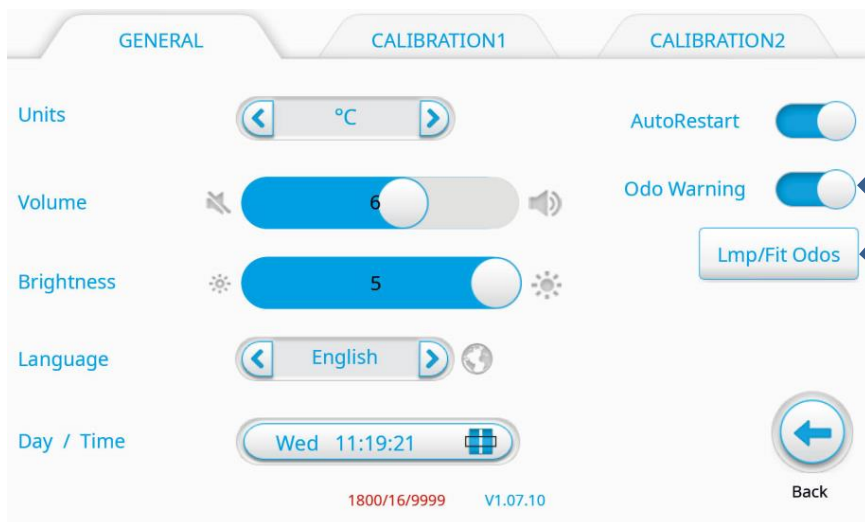 GENERAL CALIBRATION1 CALIBRATION2
Units °C AutoRestart
Volume 6 Odo Warning
Lmp/Fit Odos
Brightness 5
Language English
Day / Time Wed 11:19:21
Back
1800/16/9999 V1.07.10